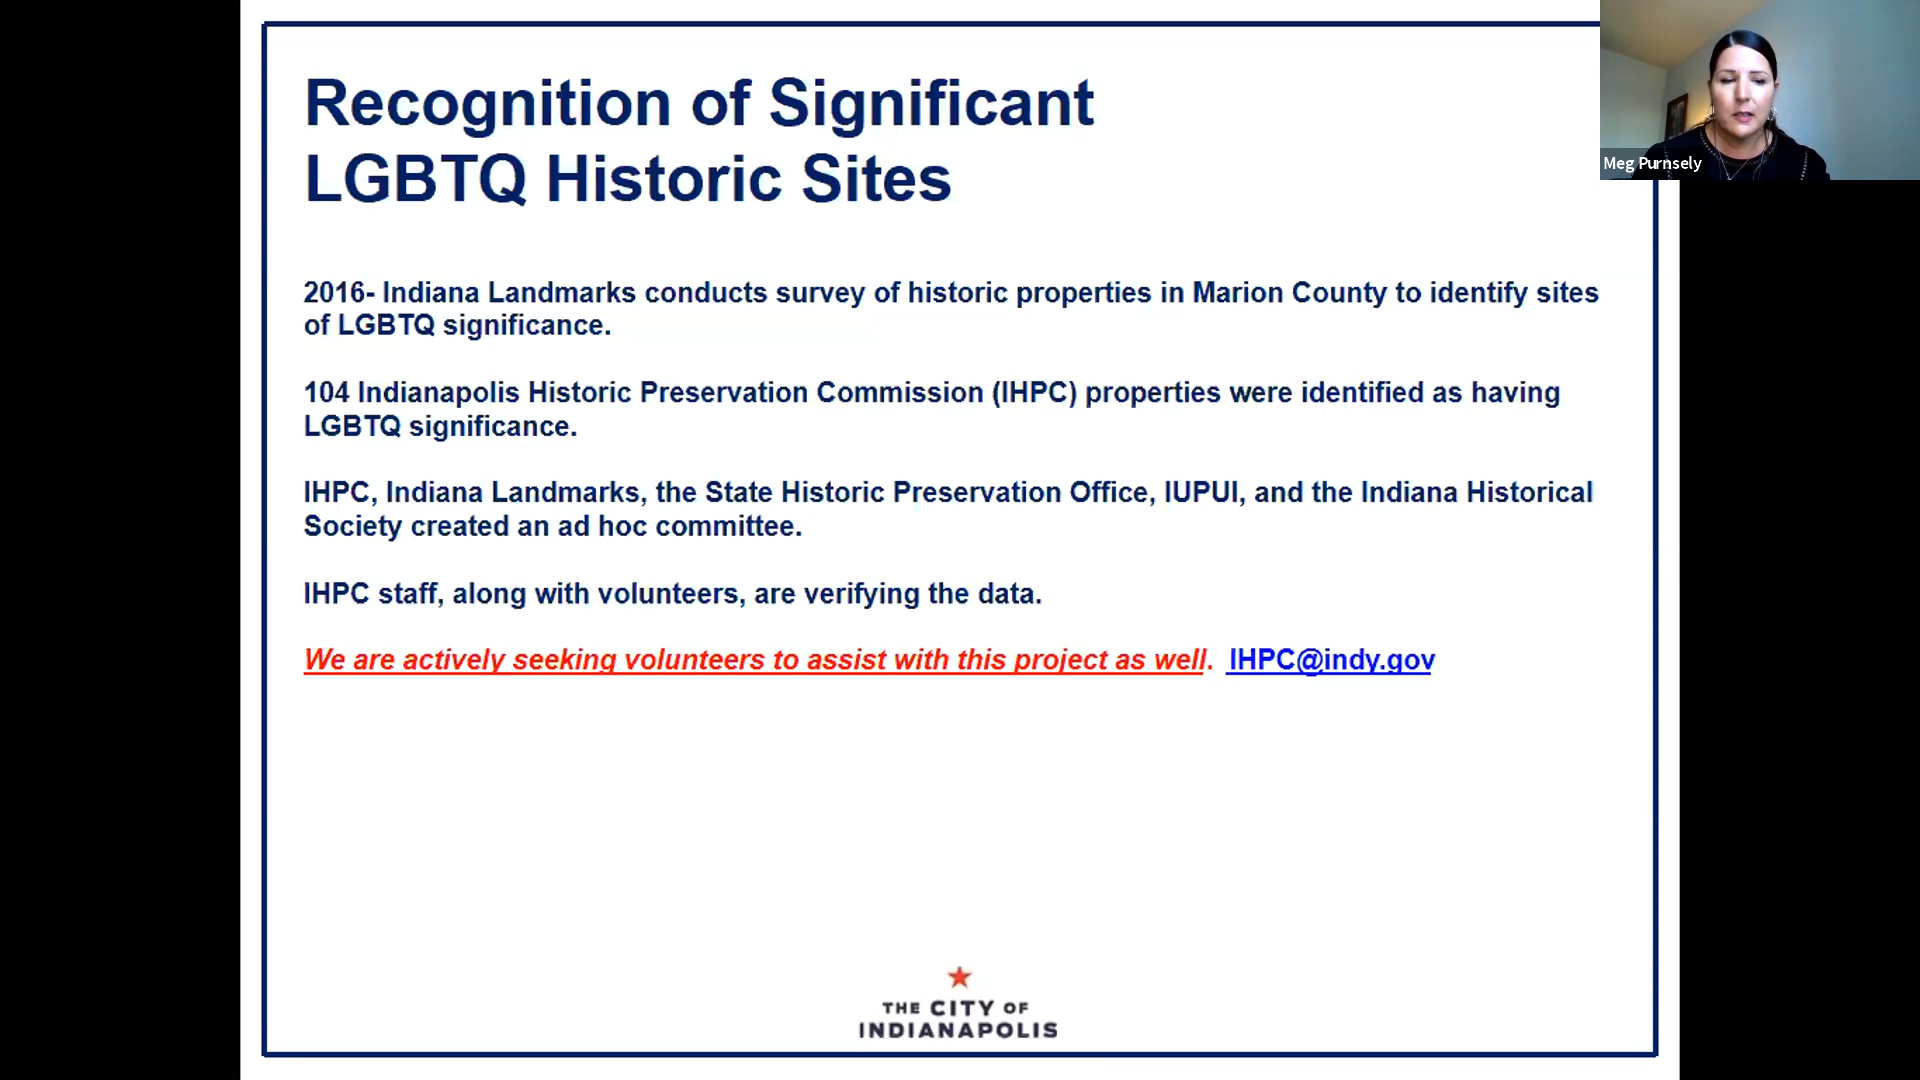 Recognition of Significant
LGBTQ Historic Sites
Meg Purnsely
2016- Indiana Landmarks conducts survey of historic properties in Marion County to identify sites
of LGBTQ significance.
104 Indianapolis Historic Preservation Commission (IHPC) properties were identified as having
LGBTQ significance.
IHPC, Indiana Landmarks, the State Historic Preservation Office, IUPUI, and the Indiana Historical
Society created an ad hoc committee.
IHPC staff, along with volunteers, are verifying the data.
We are actively seeking volunteers to assist with this project as well. IHPC@indy.gov
THE CITY OF
INDIANAPOLIS